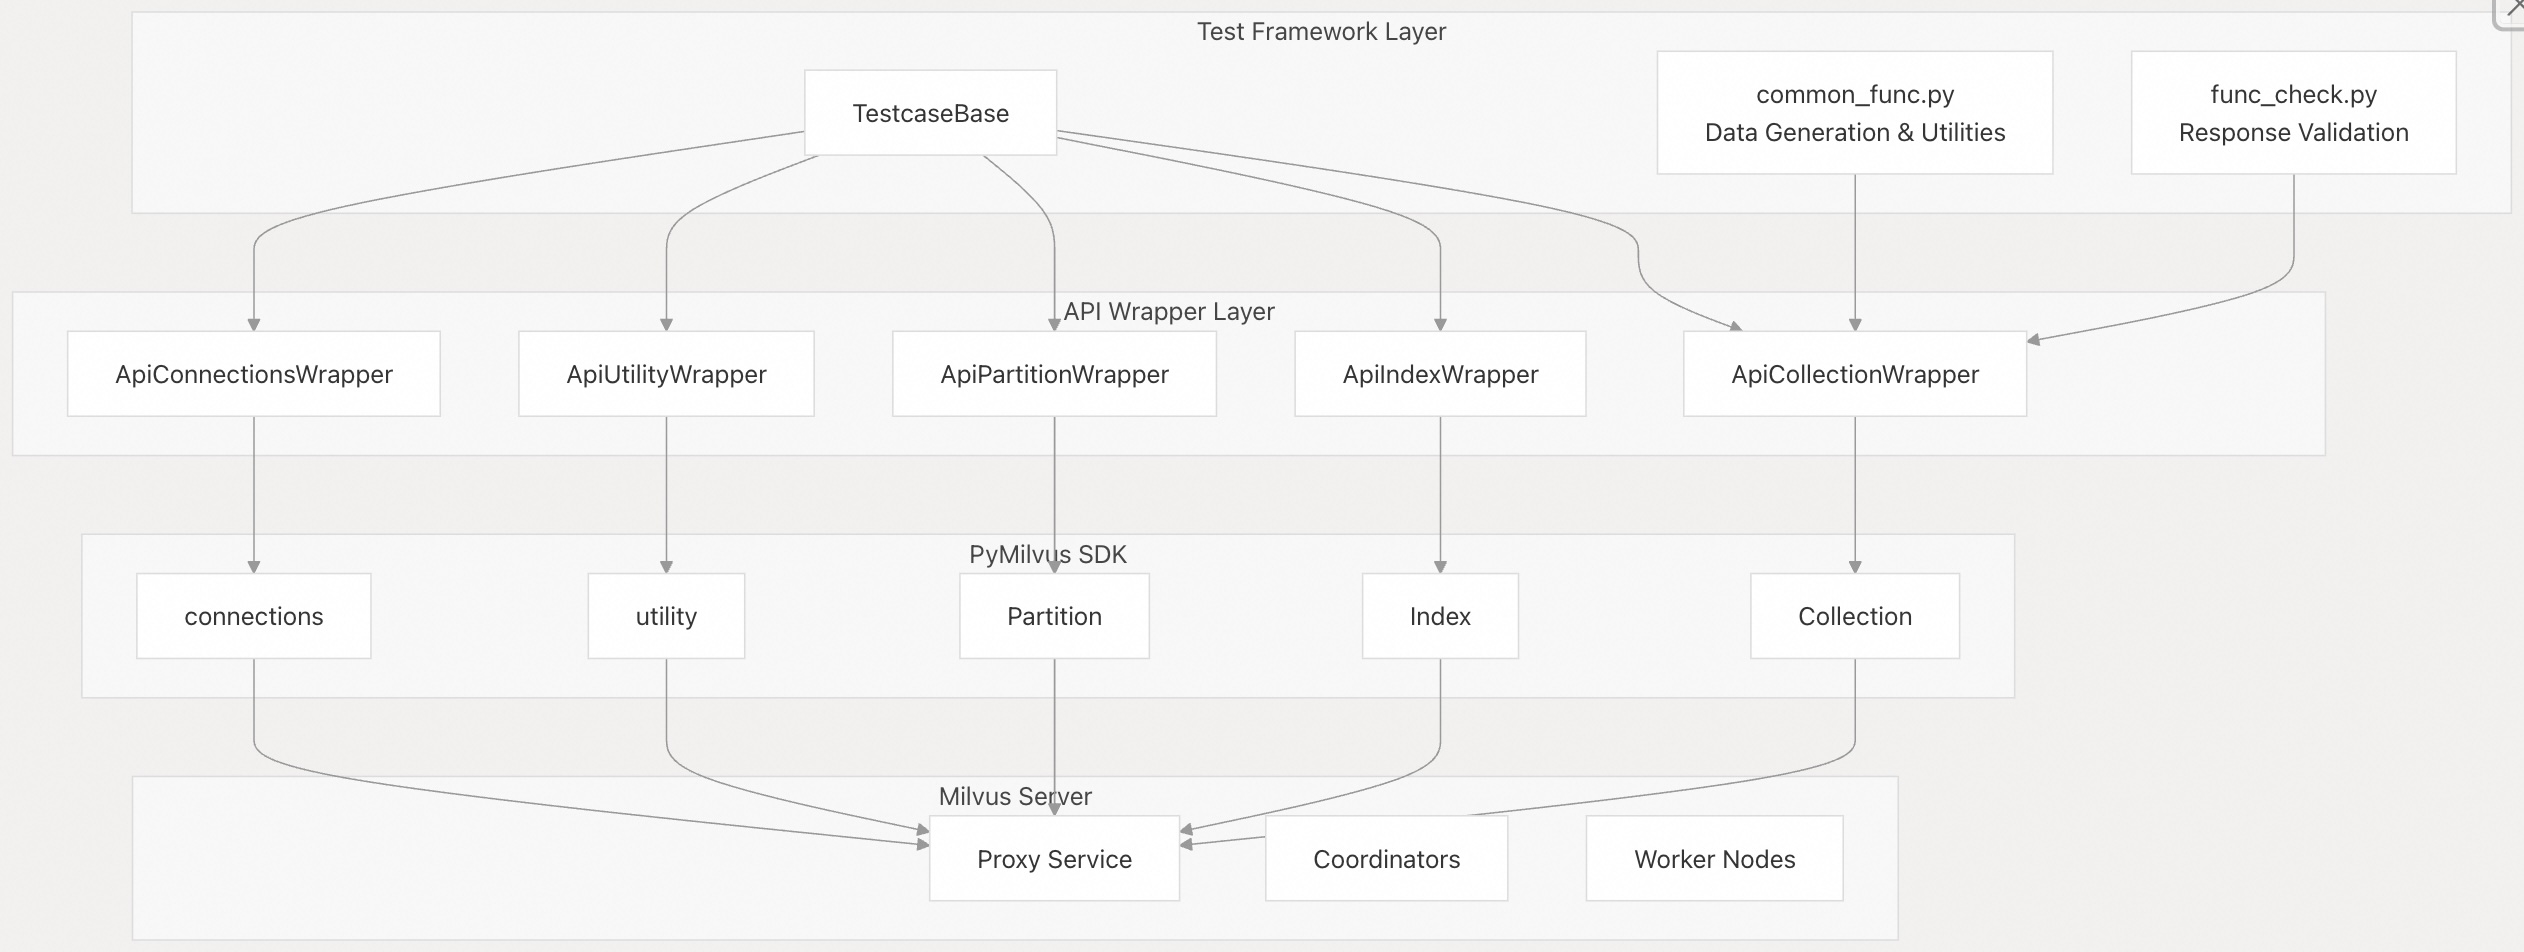 Test Framework Layer
TestcaseBase
common_func.py
Data Generation & Utilities
func_check.py
Response Validation
API Wrapper Layer
ApiConnectionsWrapper
ApiUtilityWrapper
ApiPartitionWrapper
ApiIndexWrapper
ApiCollectionWrapper
PyMilvus SDK
connections
utility
Partition
Index
Collection
Milvus Server
Proxy Service
Coordinators
Worker Nodes